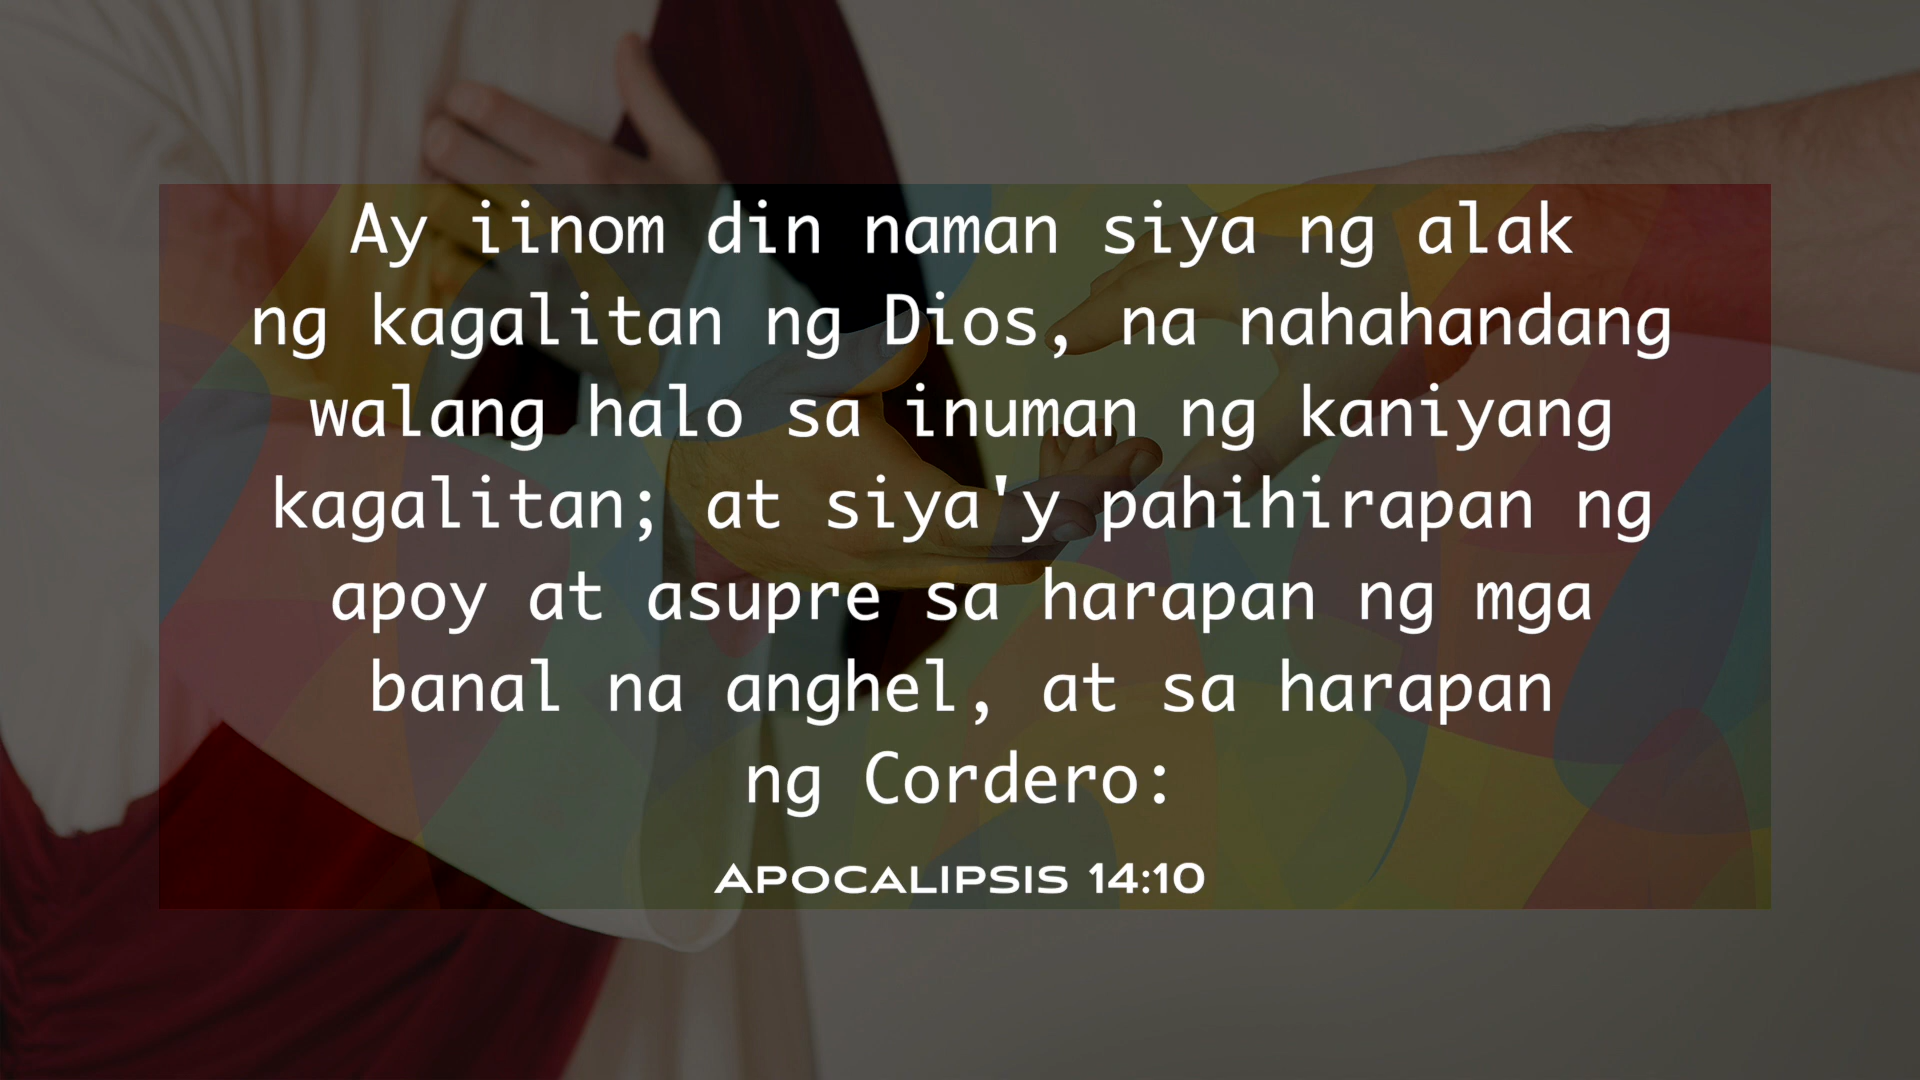 Ay iinom din naman siya ng alak
ng kagalitan ng Dios, na nahahandang
walang halo sa inuman ng kaniyang
kagalitan; at siya'y pahihirapan ng
apoy at asupre sa harapan ng mga
banal na anghel, at sa harapan
ng Cordero:
APOCALIPSIS 14:10